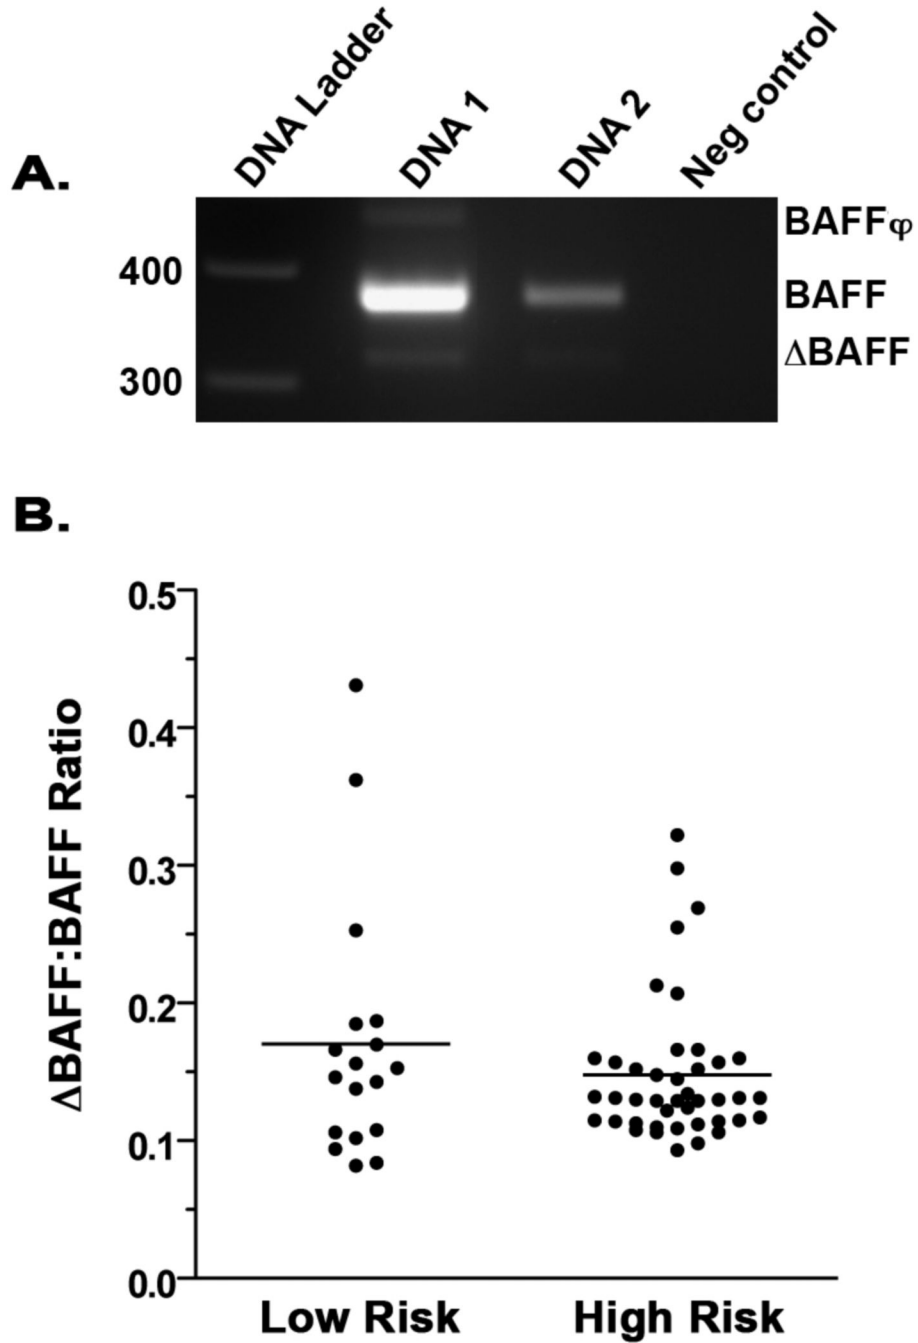 A.
DNA Ladder
DNA 1
DNA 2
Neg control
BAFFφ
400
BAFF
ΔBAFF
300
B.
ΔBAFF:BAFF Ratio
0.5
0.4
0.3
0.2
0.1
0.0
Low Risk
High Risk